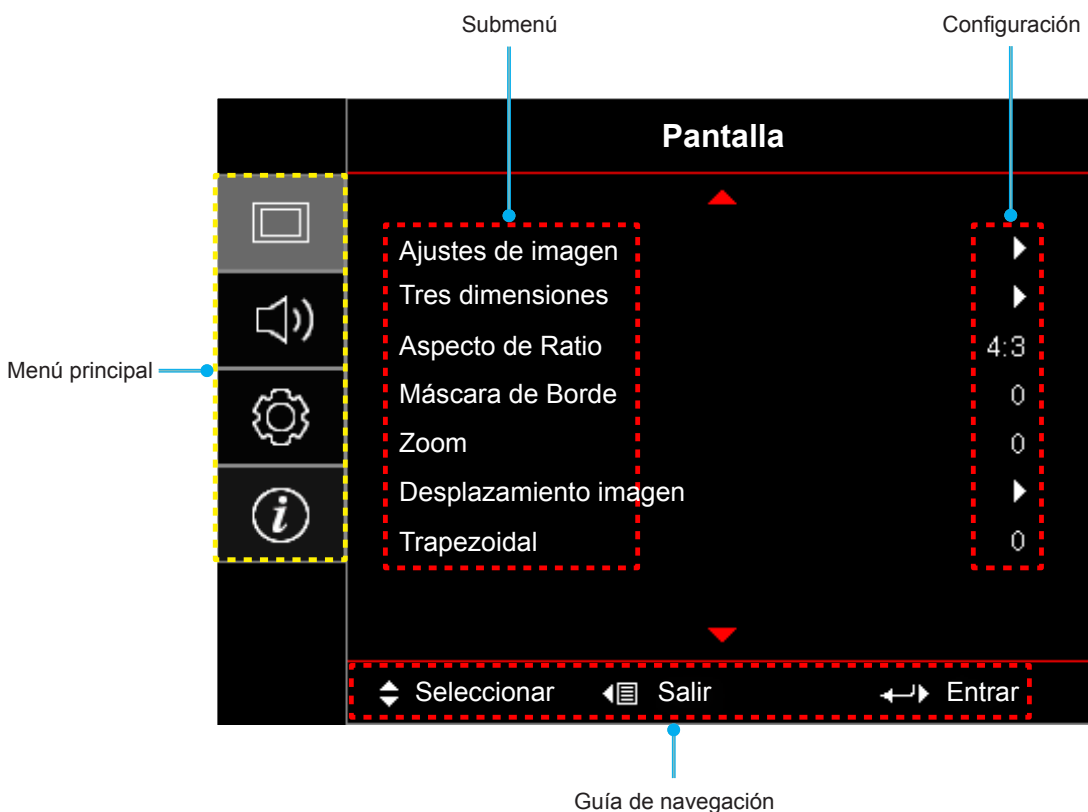 Submenú Configuración
Pantalla
Ajustes de imagen
Tres dimensiones
Aspecto de Ratio 4:3
Menú principal
Máscara de Borde 0
Zoom 0
Desplazamiento imagen
Trapezoidal 0
Seleccionar Salir Entrar
Guía de navegación